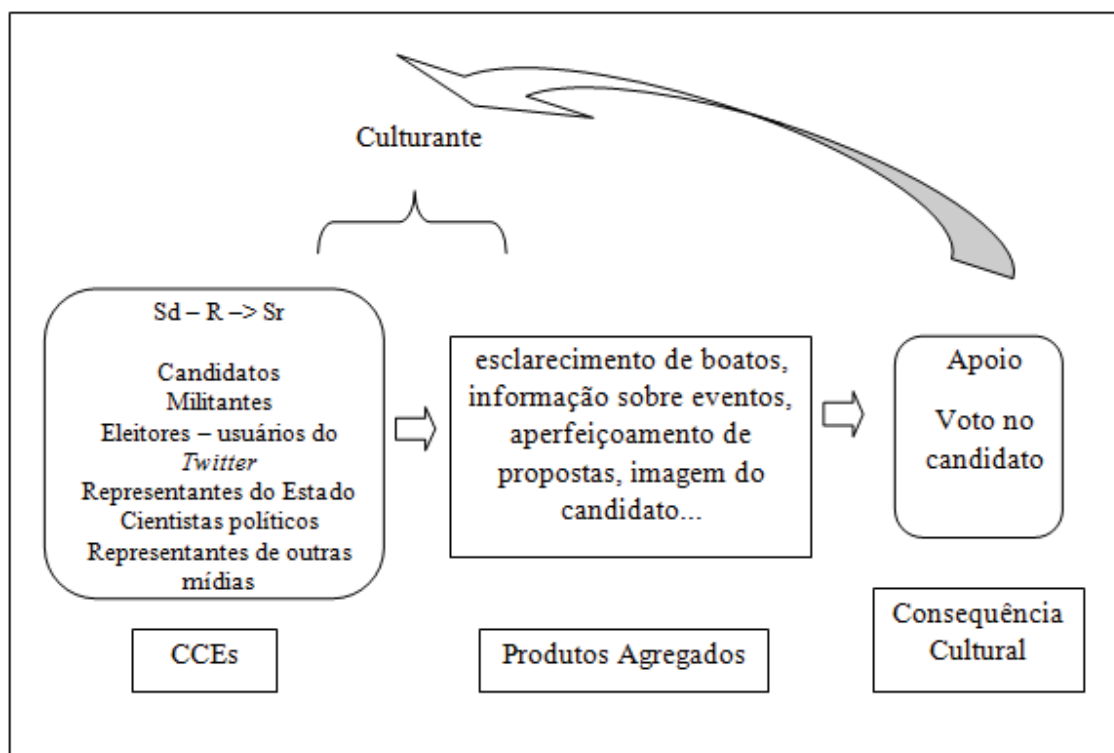 Culturante
Sd – R –> Sr
Candidatos
Militantes
Eleitores – usuários do
Twitter
Representantes do Estado
Cientistas políticos
Representantes de outras
mídias
CCEs
esclarecimento de boatos,
informação sobre eventos,
aperfeiçoamento de
propostas, imagem do
candidato...
Produtos Agregados
Apoio
Voto no
candidato
Consequência
Cultural